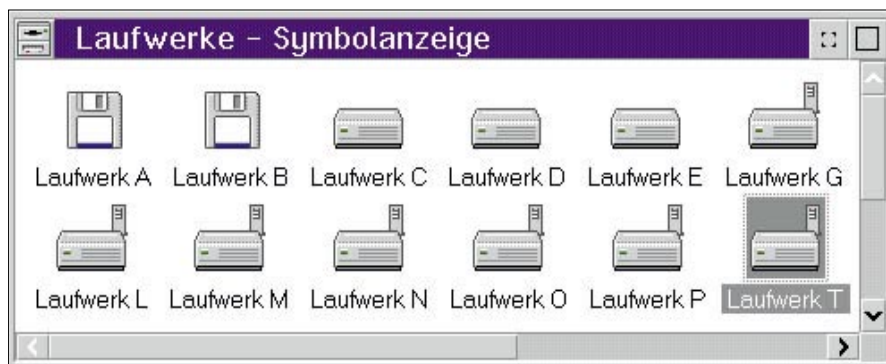 Laufwerke - Symbolanzeige
Laufwerk A Laufwerk B Laufwerk C Laufwerk D Laufwerk E Laufwerk G
Laufwerk L Laufwerk M Laufwerk N Laufwerk O Laufwerk P Laufwerk T